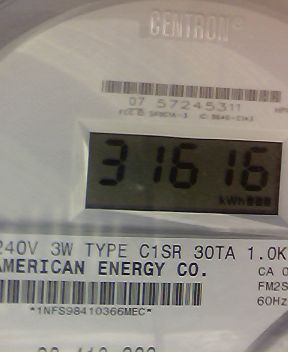 CENTRON®
07 57245311
31616
kWh
240V 3W TYPE C1SR 30TA 1.0K
AMERICAN ENERGY CO.
CA 0
FM2S
60Hz
*1NFS98410366MEC*